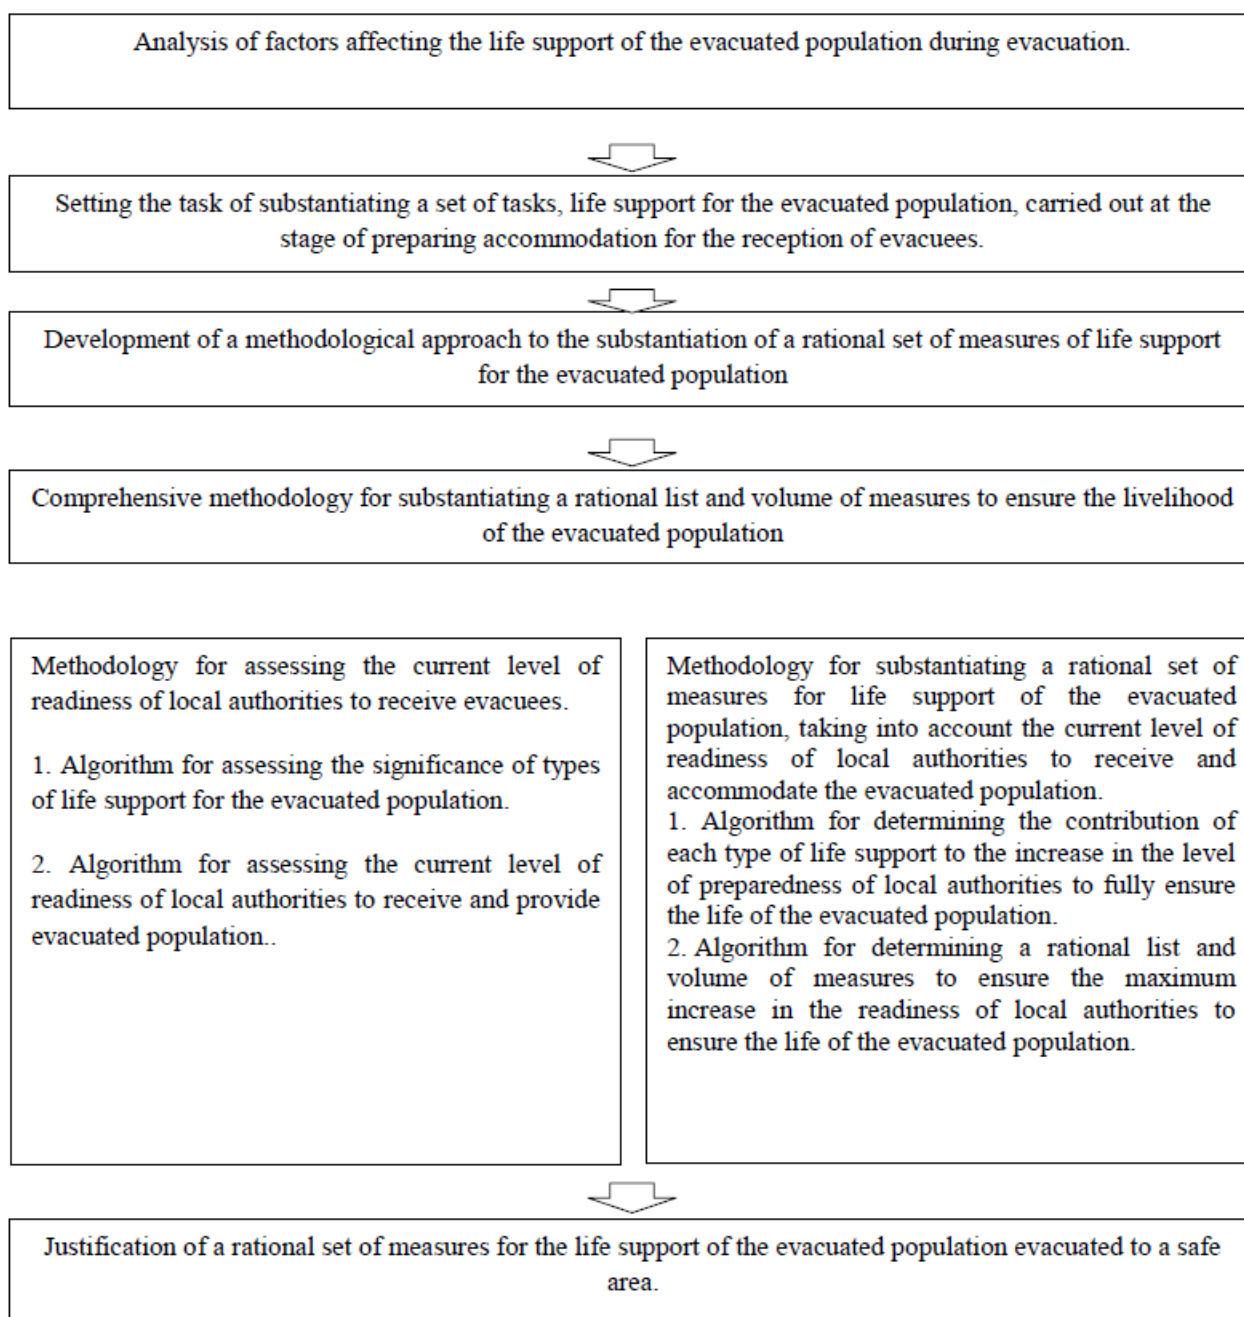 Analysis of factors affecting the life support of the evacuated population during evacuation.
Setting the task of substantiating a set of tasks, life support for the evacuated population, carried out at the
stage of preparing accommodation for the reception of evacuees.
Development of a methodological approach to the substantiation of a rational set of measures of life support
for the evacuated population
Comprehensive methodology for substantiating a rational list and volume of measures to ensure the livelihood
of the evacuated population
Methodology for assessing the current level of
readiness of local authorities to receive evacuees.
1. Algorithm for assessing the significance of types
of life support for the evacuated population.
2. Algorithm for assessing the current level of
readiness of local authorities to receive and provide
evacuated population..
Methodology for substantiating a rational set of
measures for life support of the evacuated
population, taking into account the current level of
readiness of local authorities to receive and
accommodate the evacuated population.
1. Algorithm for determining the contribution of
each type of life support to the increase in the level
of preparedness of local authorities to fully ensure
the life of the evacuated population.
2. Algorithm for determining a rational list and
volume of measures to ensure the maximum
increase in the readiness of local authorities to
ensure the life of the evacuated population.
Justification of a rational set of measures for the life support of the evacuated population evacuated to a safe
area.